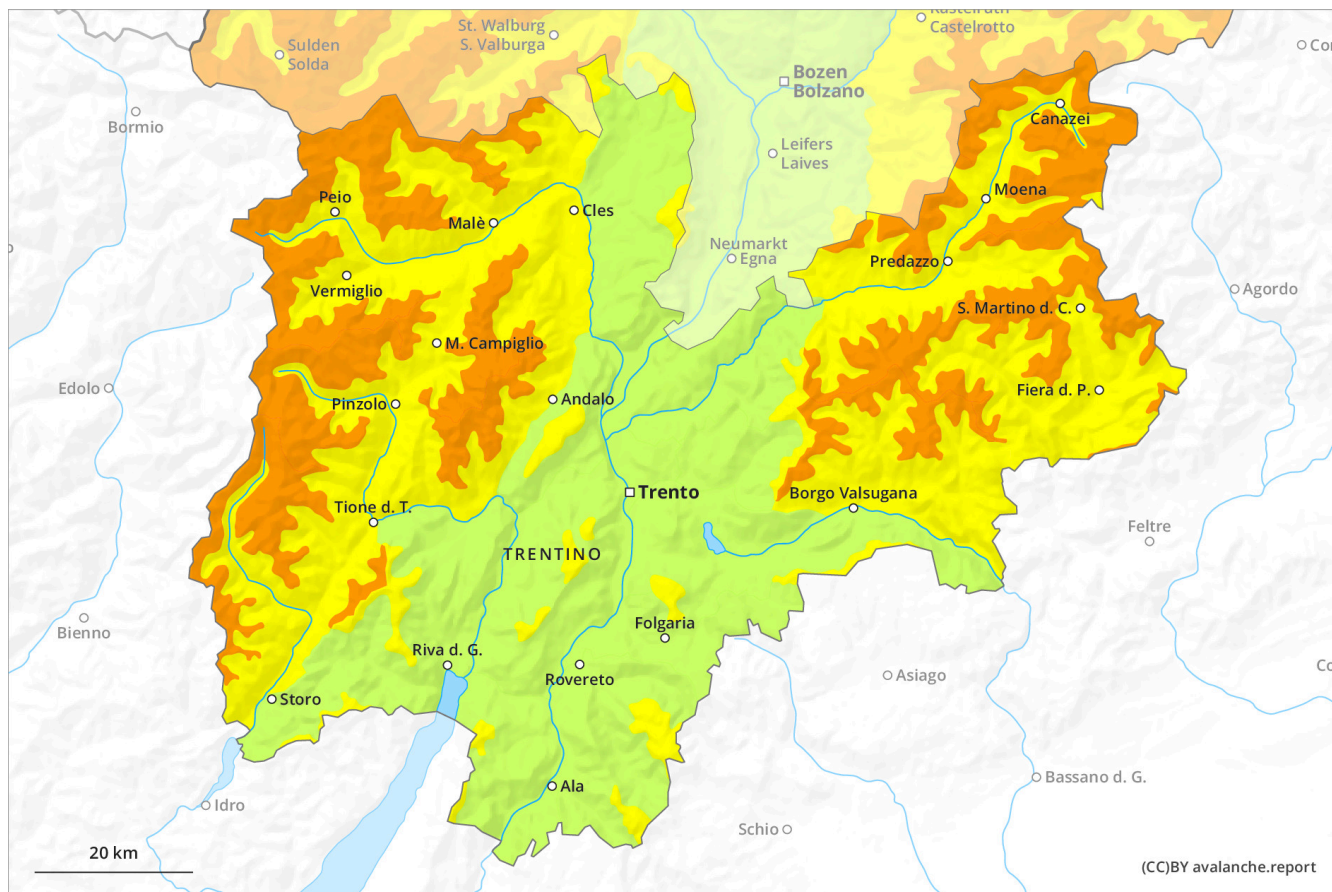 Kastelruth
Castelrotto
St. Walburg
S. Valburga
Sulden
Solda
Bozen
Bolzano
Bormio
Canazei
Leifers
Laives
Peio
Moena
Malè
Cles
Neumarkt
Egna
Predazzo
Vermiglio
Agordo
S. Martino d. C.
M. Campiglio
Edolo
Fiera d. P.
Pinzolo
Andalo
Trento
Borgo Valsugana
Tione d. T.
Feltre
TRENTINO
Bienno
Folgaria
Riva d. G.
Rovereto
Asiago
Storo
Bassano d. G.
Ala
Idro
Schio
20 km
(CC)BY avalanche.report